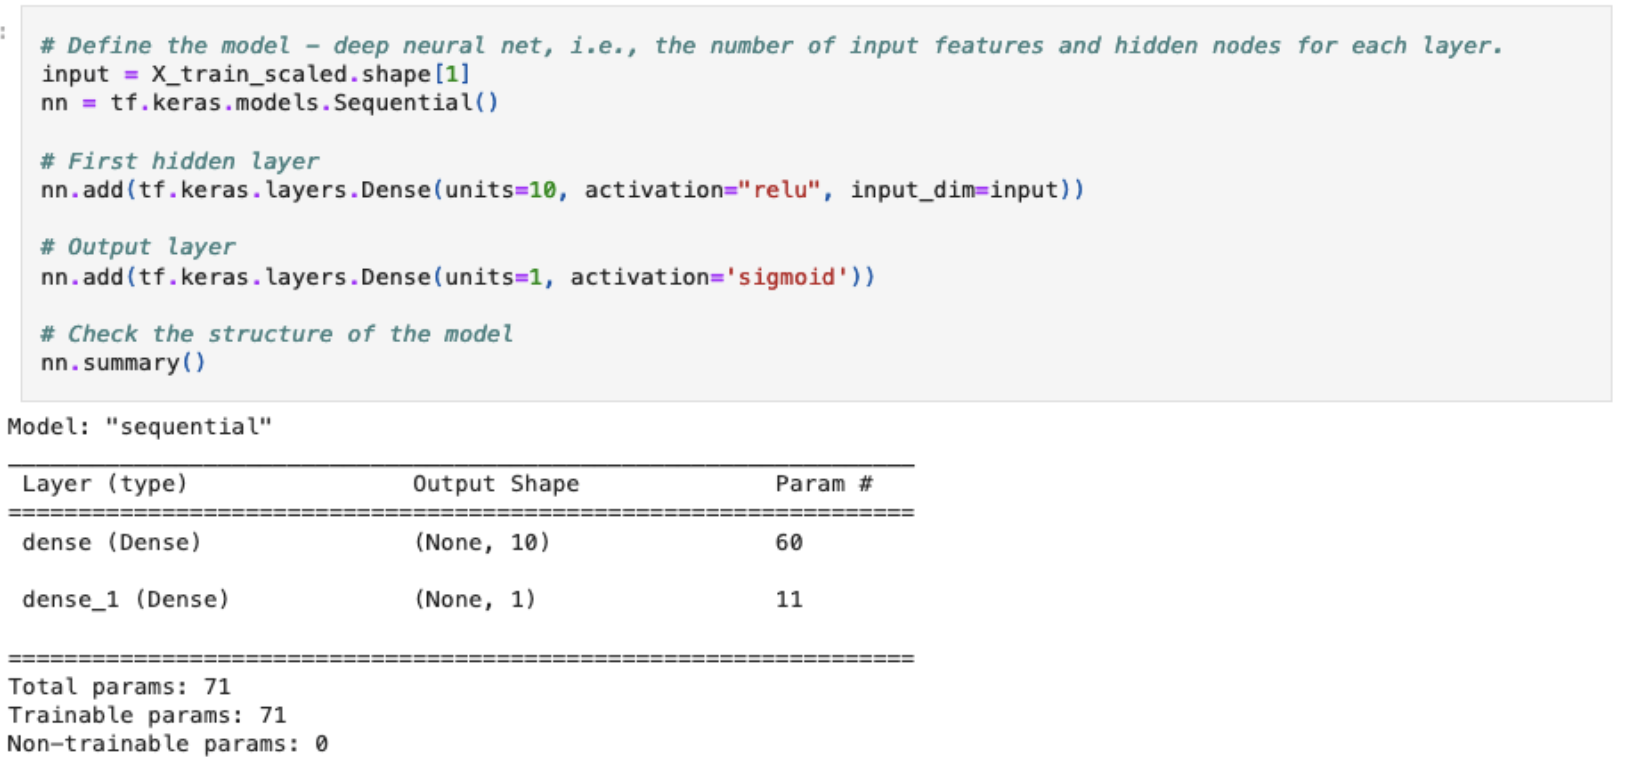 # Define the model – deep neural net, i.e., the number of input features and hidden nodes for each layer.
input = X_train_scaled.shape[1]
nn = tf.keras.models.Sequential()
# First hidden layer
nn.add(tf.keras.layers.Dense(units=10, activation="relu", input_dim=input))
# Output layer
nn.add(tf.keras.layers.Dense(units=1, activation='sigmoid'))
# Check the structure of the model
nn.summary()
Model: "sequential"
Layer (type) Output Shape Param #
dense (Dense) (None, 10) 60
dense_1 (Dense) (None, 1) 11
Total params: 71
Trainable params: 71
Non-trainable params: 0